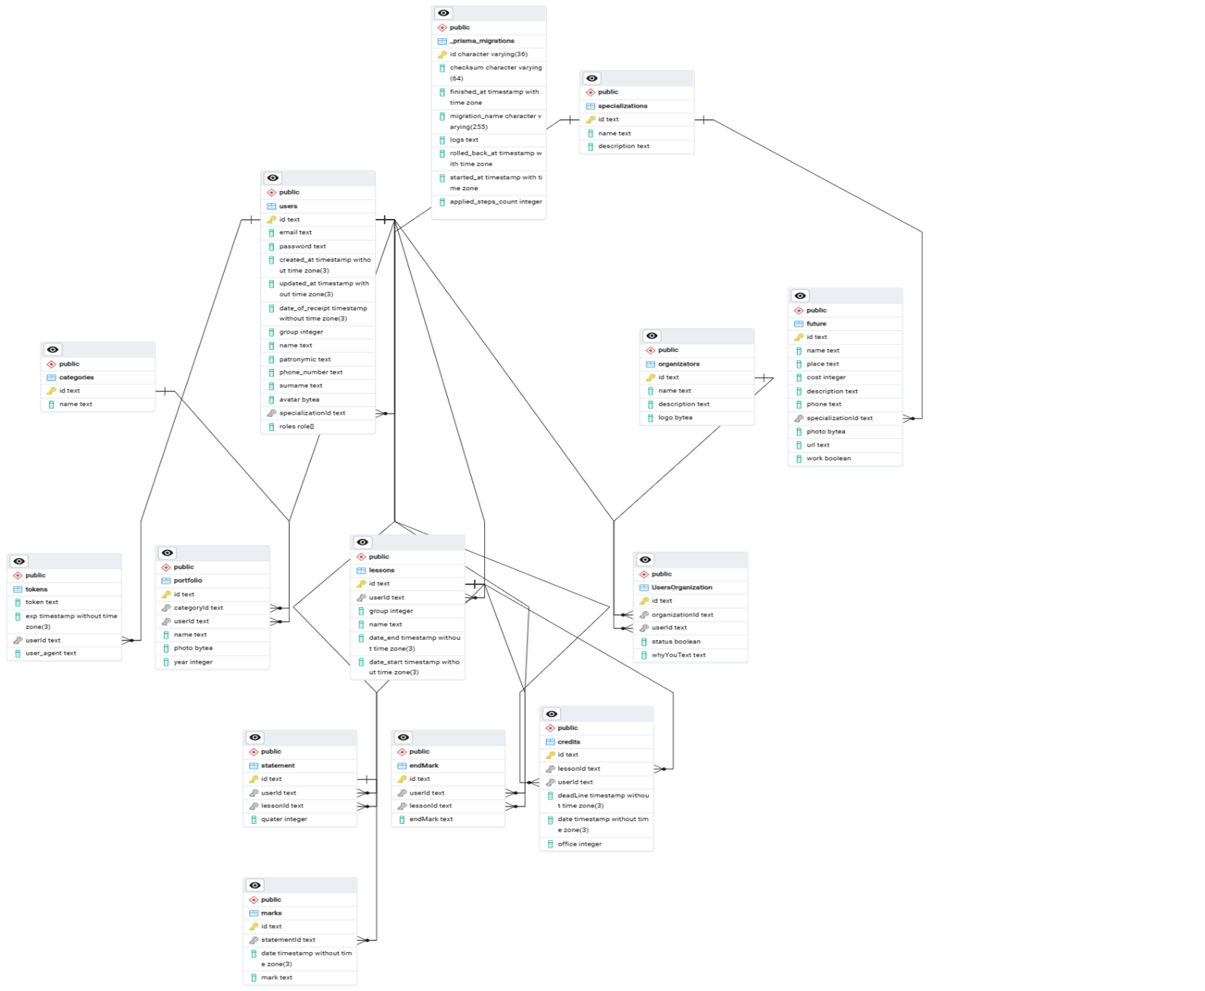 public
_prisma_migrations
id character varying(36)
checksum character varying
(64)
finished_at timestamp with
time zone
migration_name character v
arying(255)
logs text
rolled_back_at timestamp w
ith time zone
started_at timestamp with ti
me zone
applied_steps_count integer
public
specializations
id text
name text
description text
public
users
id text
email text
password text
created_at timestamp witho
ut time zone(3)
updated_at timestamp with
out time zone(3)
date_of_receipt timestamp
without time zone(3)
group integer
name text
patronymic text
phone_number text
surname text
avatar bytea
specializationId text
roles role[]
public
future
id text
name text
place text
cost integer
description text
phone text
specializationId text
photo bytea
url text
work boolean
public
organizators
id text
name text
description text
logo bytea
public
categories
id text
name text
public
tokens
token text
exp timestamp without time
zone(3)
userId text
user_agent text
public
portfolio
id text
categoryId text
userId text
name text
photo bytea
year integer
public
lessons
id text
userId text
group integer
name text
date_end timestamp withou
t time zone(3)
date_start timestamp witho
ut time zone(3)
public
UsersOrganization
id text
organizationId text
userId text
status boolean
whyYouText text
public
statement
id text
userId text
lessonId text
quater integer
public
endMark
id text
userId text
lessonId text
endMark text
public
credits
id text
lessonId text
userId text
deadLine timestamp withou
t time zone(3)
date timestamp without tim
e zone(3)
office integer
public
marks
id text
statementId text
date timestamp without tim
e zone(3)
mark text